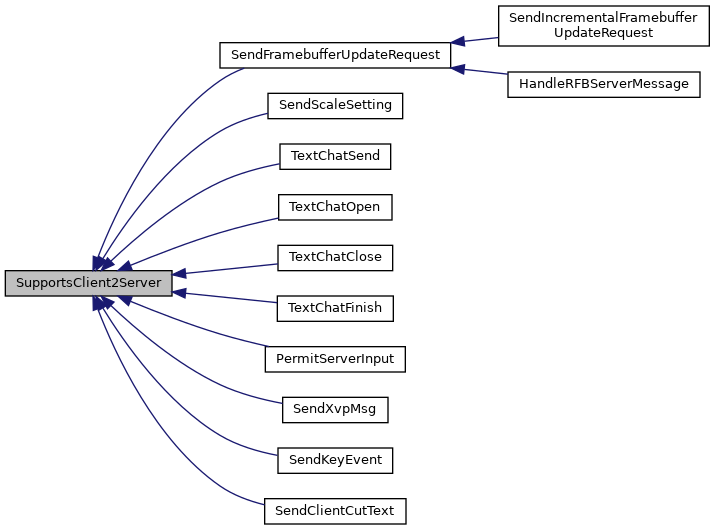 SendIncrementalFramebuffer
UpdateRequest
SendFramebufferUpdateRequest
HandleRFBServerMessage
SendScaleSetting
TextChatSend
TextChatOpen
TextChatClose
SupportsClient2Server
TextChatFinish
PermitServerInput
SendXvpMsg
SendKeyEvent
SendClientCutText